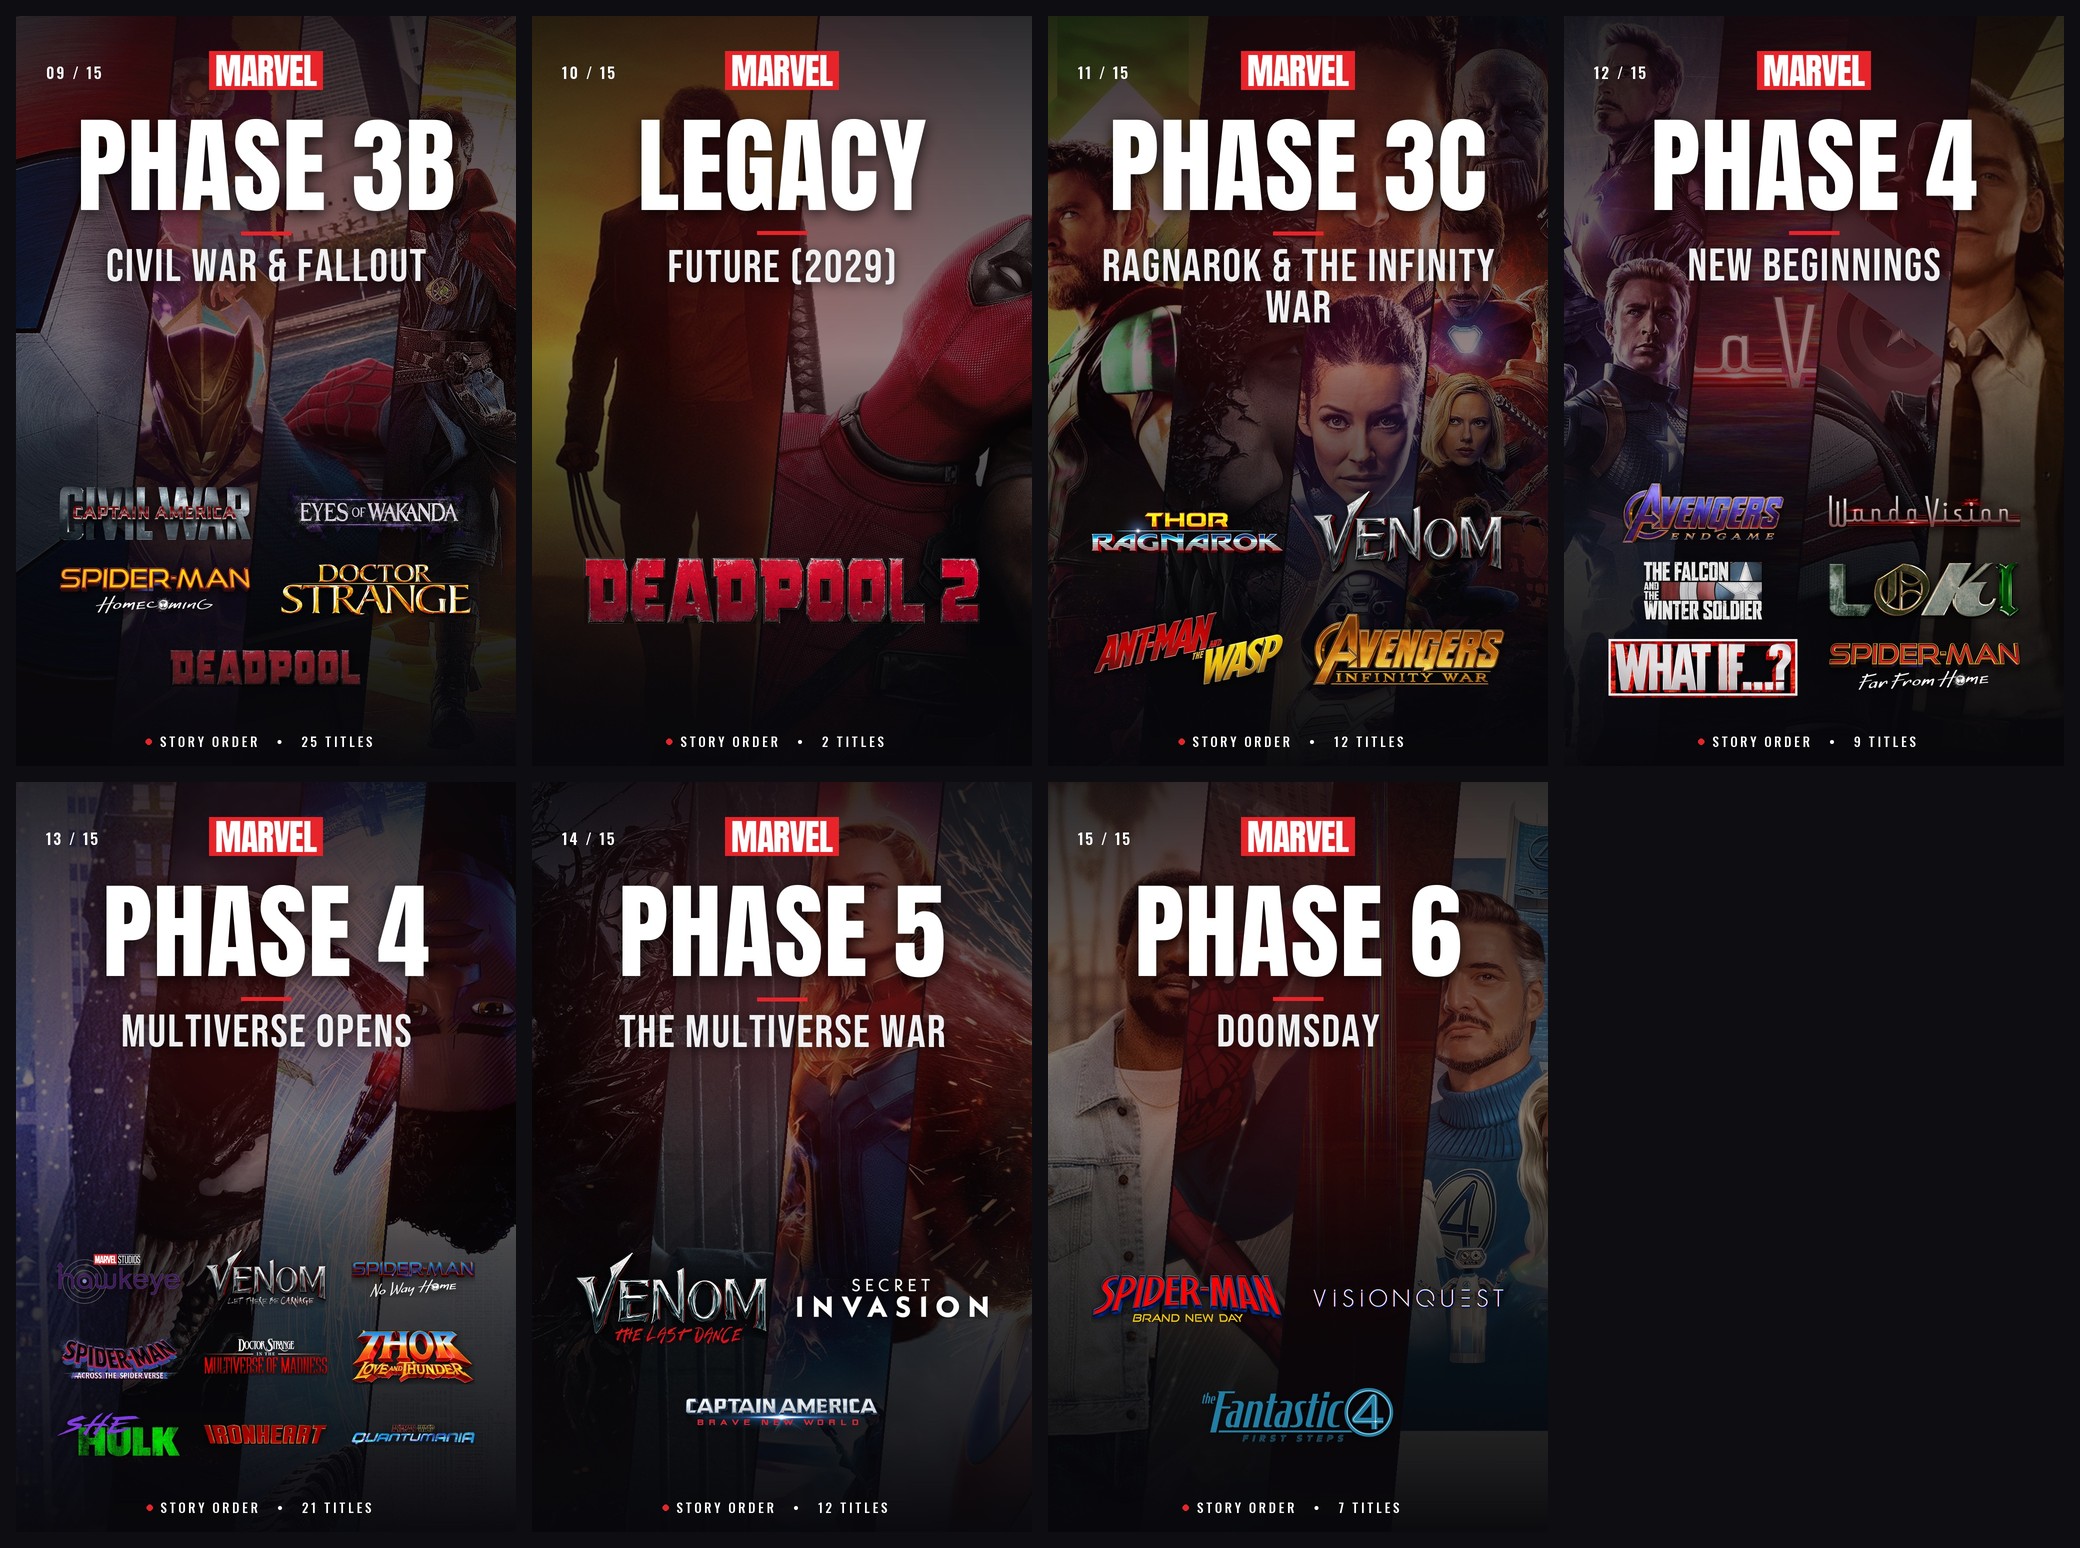 09 / 15
MARVEL
PHASE 3B
CIVIL WAR & FALLOUT
CIVIL WAR
CAPTAIN AMERICA
EYES OF WAKANDA
SPIDER-MAN
Homecoming
DOCTOR
STRANGE
DEADPOOL
STORY ORDER • 25 TITLES
10 / 15
MARVEL
LEGACY
FUTURE (2029)
DEADPOOL 2
STORY ORDER • 2 TITLES
11 / 15
MARVEL
PHASE 3C
RAGNAROK & THE INFINITY
WAR
THOR
RAGNAROK
VENOM
ANT-MAN AND
THE WASP
AVENGERS
INFINITY WAR
STORY ORDER • 12 TITLES
12 / 15
MARVEL
PHASE 4
NEW BEGINNINGS
a V
AVENGERS
ENDGAME
WandaVision
THE FALCON
AND THE
WINTER SOLDIER
LOKI
WHAT IF...?
SPIDER-MAN
Far From Home
STORY ORDER • 9 TITLES
13 / 15
MARVEL
PHASE 4
MULTIVERSE OPENS
MARVEL STUDIOS
hawkeye
VENOM
LET THERE BE CARNAGE
SPIDER-MAN
No Way Home
SPIDER-MAN
ACROSS THE SPIDER-VERSE
DOCTOR STRANGE
IN THE
MULTIVERSE OF MADNESS
THOR
LOVE AND THUNDER
SHE
HULK
IRONHEART
QUANTUMANIA
STORY ORDER • 21 TITLES
14 / 15
MARVEL
PHASE 5
THE MULTIVERSE WAR
VENOM
THE LAST DANCE
SECRET
INVASION
CAPTAIN AMERICA
BRAVE NEW WORLD
STORY ORDER • 12 TITLES
15 / 15
MARVEL
PHASE 6
DOOMSDAY
4
SPIDER-MAN
BRAND NEW DAY
VISIONQUEST
the Fantastic 4
FIRST STEPS
STORY ORDER • 7 TITLES